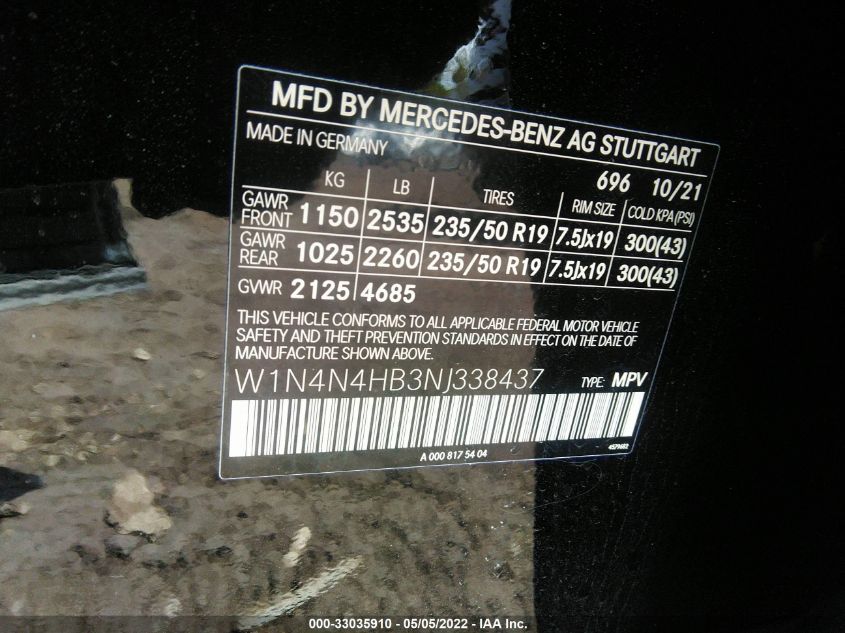 MFD BY MERCEDES-BENZ AG STUTTGART
MADE IN GERMANY
696 10/21
KG LB TIRES RIM SIZE COLD KPA (PSI)
GAWR FRONT 1150 2535 235/50 R19 7.5Jx19 300(43)
GAWR REAR 1025 2260 235/50 R19 7.5Jx19 300(43)
GVWR 2125 4685
THIS VEHICLE CONFORMS TO ALL APPLICABLE FEDERAL MOTOR VEHICLE
SAFETY AND THEFT PREVENTION STANDARDS IN EFFECT ON THE DATE OF
MANUFACTURE SHOWN ABOVE.
W1N4N4HB3NJ338437 TYPE: MPV
A 000 817 54 04 4579682
000-33035910 - 05/05/2022 - IAA Inc.